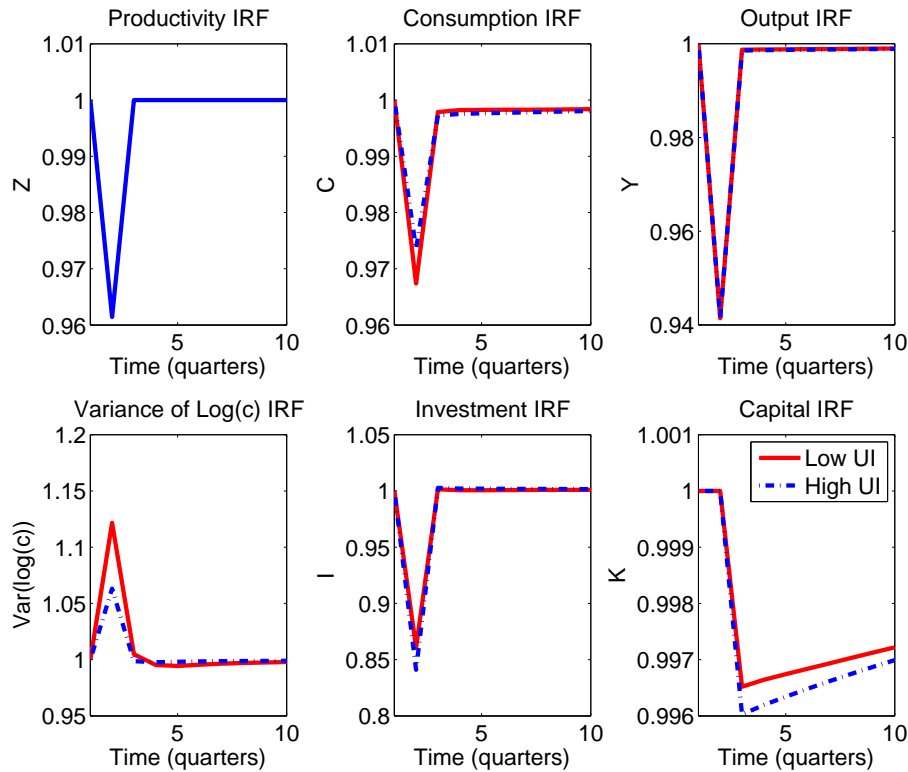 Productivity IRF
1.01
1
0.99
0.98
0.97
0.96
Z
5
10
Time (quarters)
Consumption IRF
1.01
1
0.99
0.98
0.97
0.96
C
5
10
Time (quarters)
Output IRF
1
0.98
0.96
0.94
Y
5
10
Time (quarters)
Variance of Log(c) IRF
1.2
1.15
1.1
1.05
1
0.95
Var(log(c))
5
10
Time (quarters)
Investment IRF
1.05
1
0.95
0.9
0.85
0.8
I
5
10
Time (quarters)
Capital IRF
1.001
1
0.999
0.998
0.997
0.996
K
Low UI
High UI
5
10
Time (quarters)